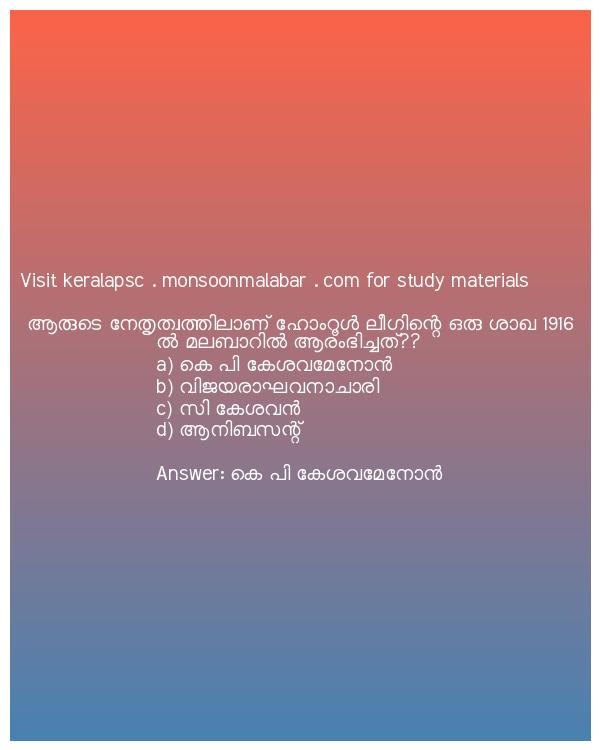 Visit keralapsc . monsoonmalabar . com for study materials
ആരുടെ നേതൃത്വത്തിലാണ് ഹോംറൂൾ ലീഗിന്റെ ഒരു ശാഖ 1916
ൽ മലബാറിൽ ആരംഭിച്ചത്??
a) കെ പി കേശവമേനോൻ
b) വിജയരാഘവനാചാരി
c) സി കേശവൻ
d) ആനിബസന്റ്
Answer: കെ പി കേശവമേനോൻ